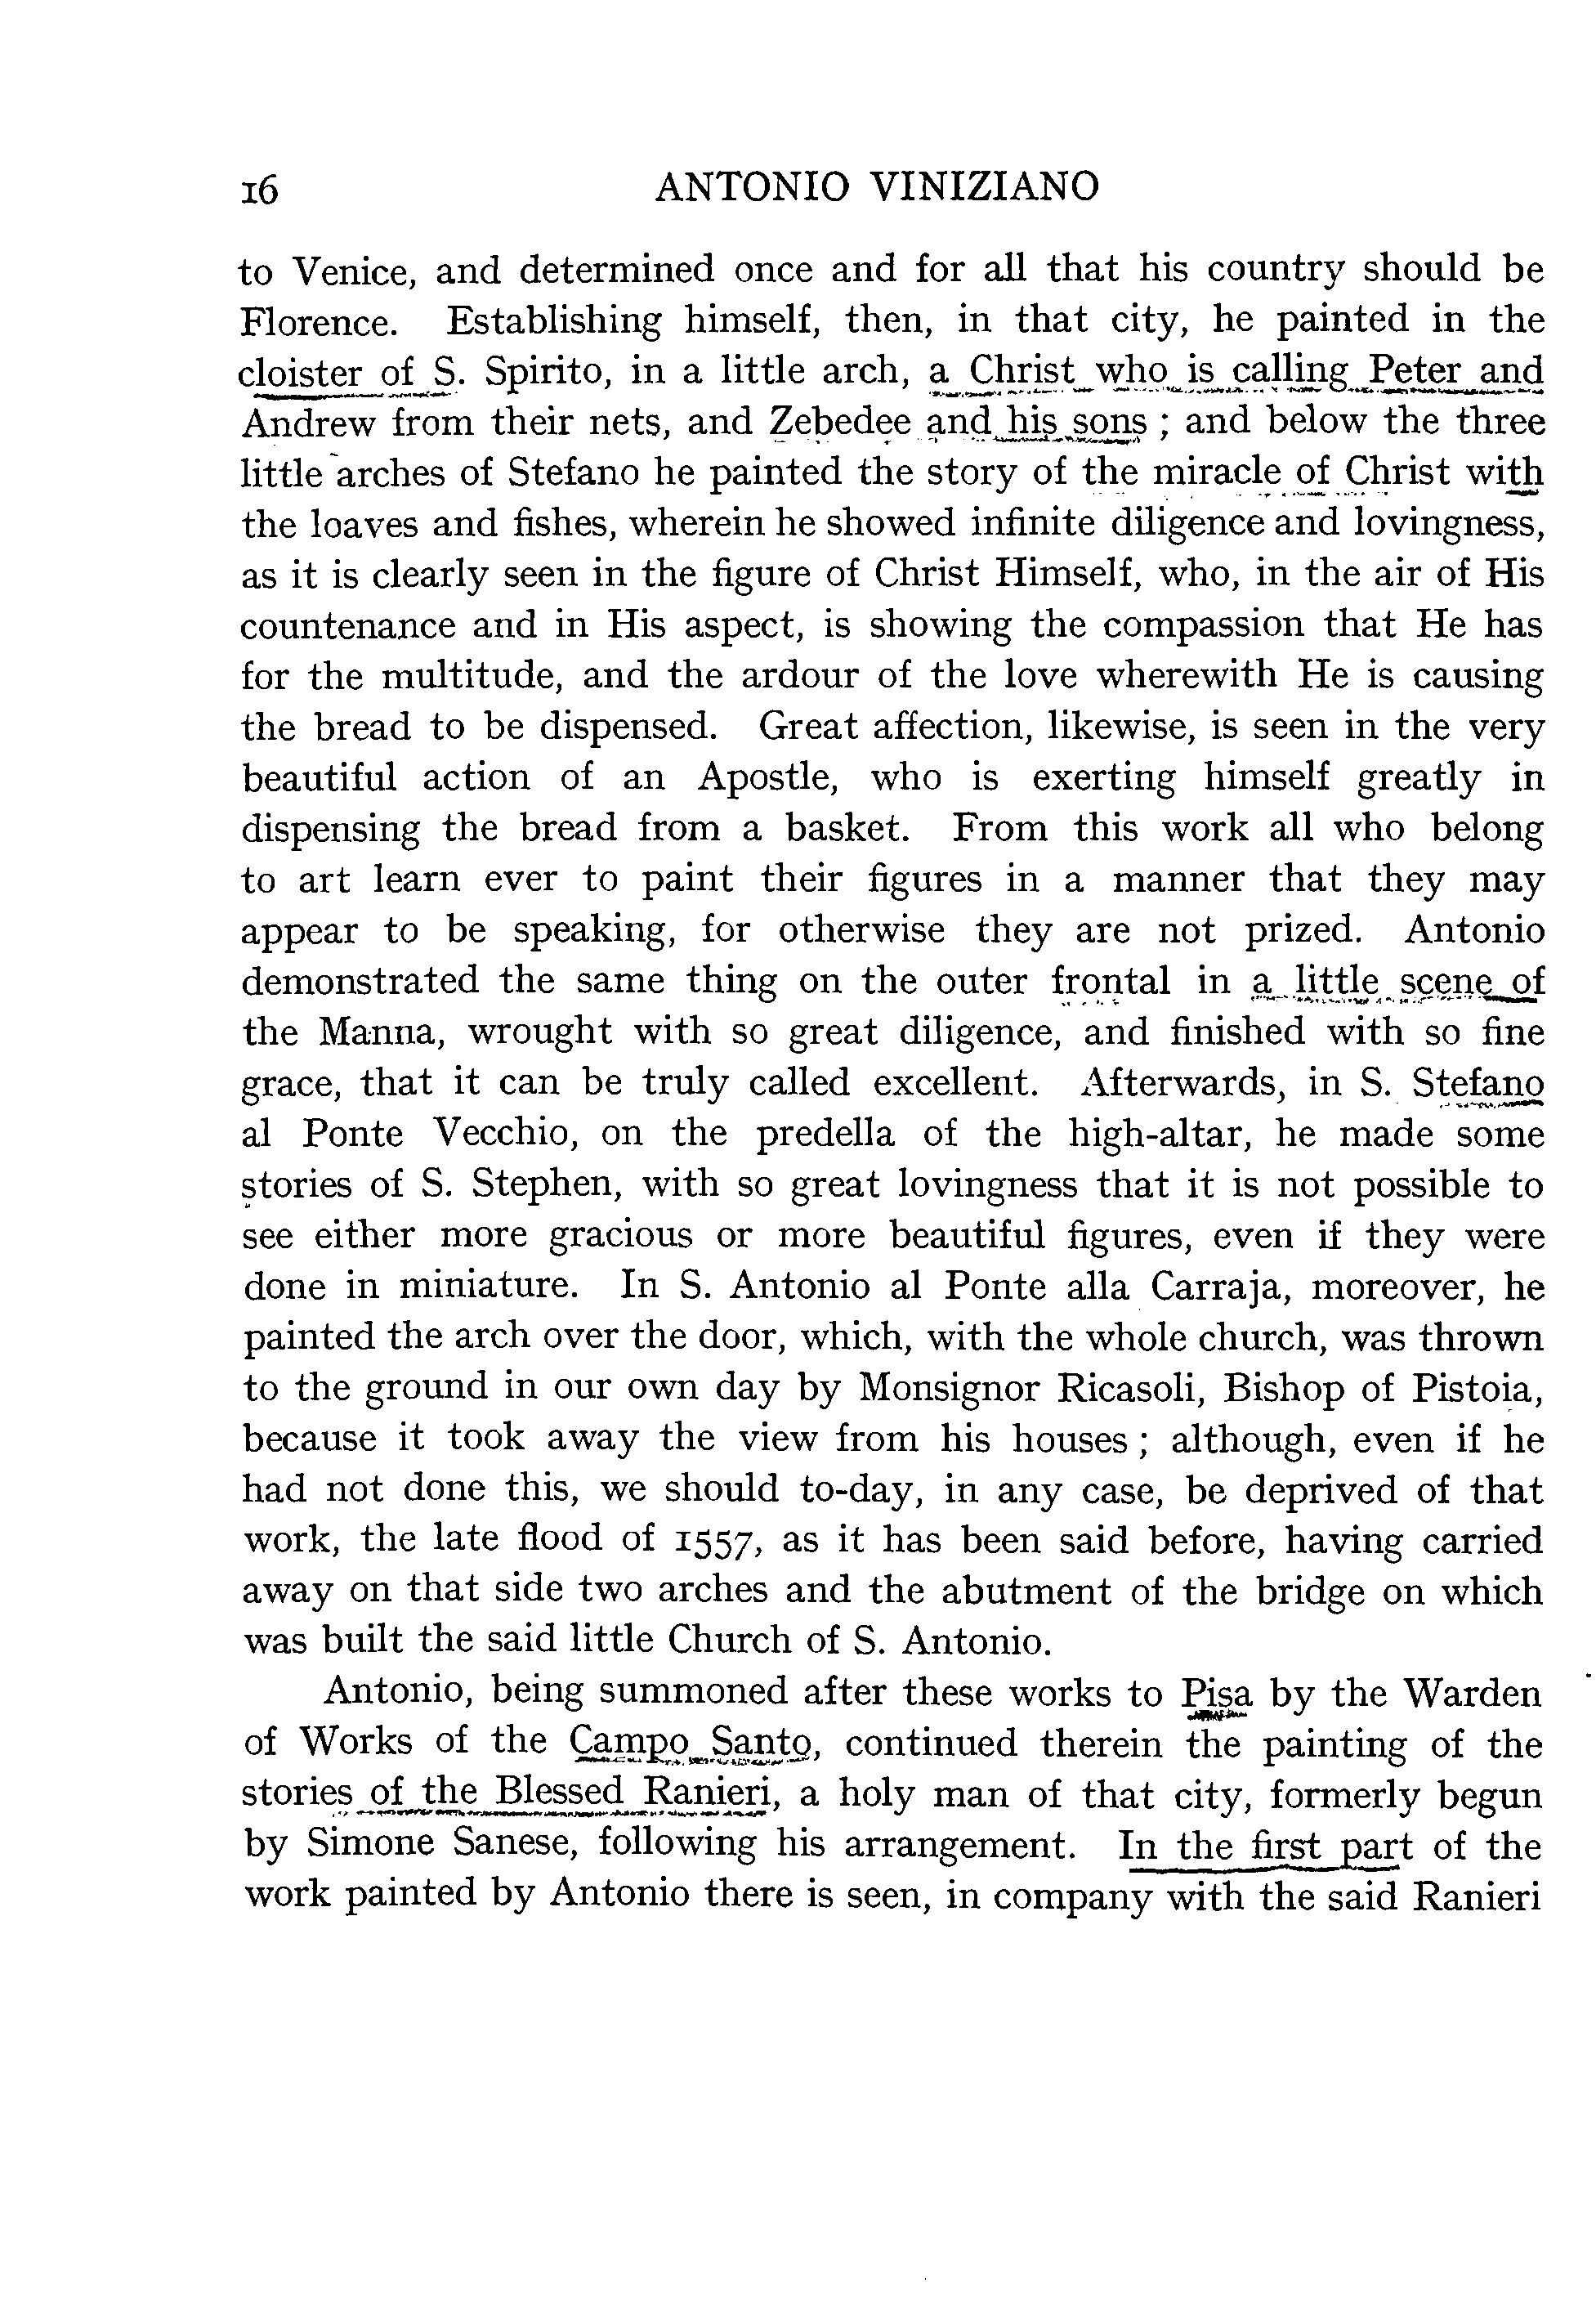 16 ANTONIO VINIZIANO
to Venice, and determined once and for all that his country should be
Florence. Establishing himself, then, in that city, he painted in the
cloister of S. Spirito, in a little arch, a Christ who is calling Peter and
Andrew from their nets, and Zebedee and his sons ; and below the three
little arches of Stefano he painted the story of the miracle of Christ with
the loaves and fishes, wherein he showed infinite diligence and lovingness,
as it is clearly seen in the figure of Christ Himself, who, in the air of His
countenance and in His aspect, is showing the compassion that He has
for the multitude, and the ardour of the love wherewith He is causing
the bread to be dispensed. Great affection, likewise, is seen in the very
beautiful action of an Apostle, who is exerting himself greatly in
dispensing the bread from a basket. From this work all who belong
to art learn ever to paint their figures in a manner that they may
appear to be speaking, for otherwise they are not prized. Antonio
demonstrated the same thing on the outer frontal in a little scene of
the Manna, wrought with so great diligence, and finished with so fine
grace, that it can be truly called excellent. Afterwards, in S. Stefano
al Ponte Vecchio, on the predella of the high-altar, he made some
stories of S. Stephen, with so great lovingness that it is not possible to
see either more gracious or more beautiful figures, even if they were
done in miniature. In S. Antonio al Ponte alla Carraja, moreover, he
painted the arch over the door, which, with the whole church, was thrown
to the ground in our own day by Monsignor Ricasoli, Bishop of Pistoia,
because it took away the view from his houses ; although, even if he
had not done this, we should to-day, in any case, be deprived of that
work, the late flood of 1557, as it has been said before, having carried
away on that side two arches and the abutment of the bridge on which
was built the said little Church of S. Antonio.
Antonio, being summoned after these works to Pisa by the Warden
of Works of the Campo Santo, continued therein the painting of the
stories of the Blessed Ranieri, a holy man of that city, formerly begun
by Simone Sanese, following his arrangement. In the first part of the
work painted by Antonio there is seen, in company with the said Ranieri